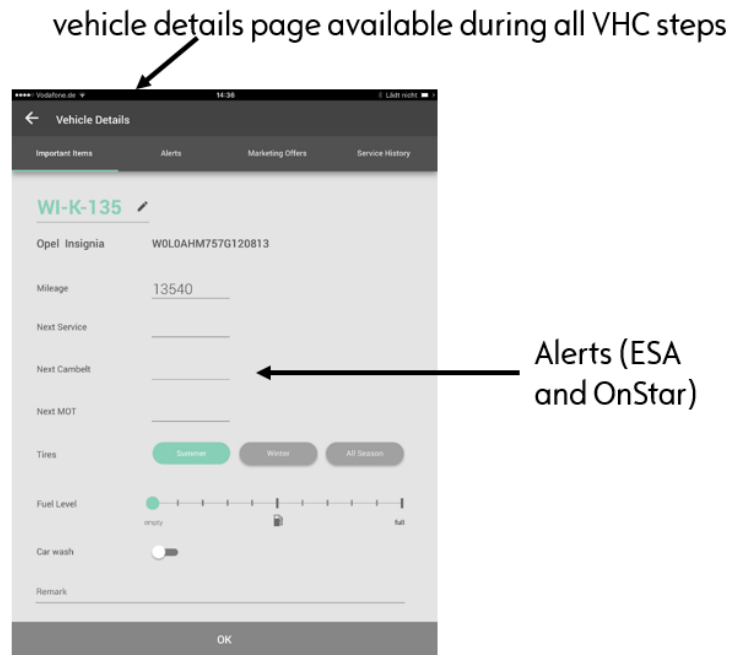 vehicle details page available during all VHC steps
Vodafone.de 14:36 Lädt nicht
Vehicle Details
Important Items Alerts Marketing Offers Service History
WI-K-135
Opel Insignia W0L0AHM757G120813
Mileage 13540
Next Service
Next Cambelt
Alerts (ESA
and OnStar)
Next MOT
Tires Summer Winter All Season
Fuel Level
empty full
Car wash
Remark
OK